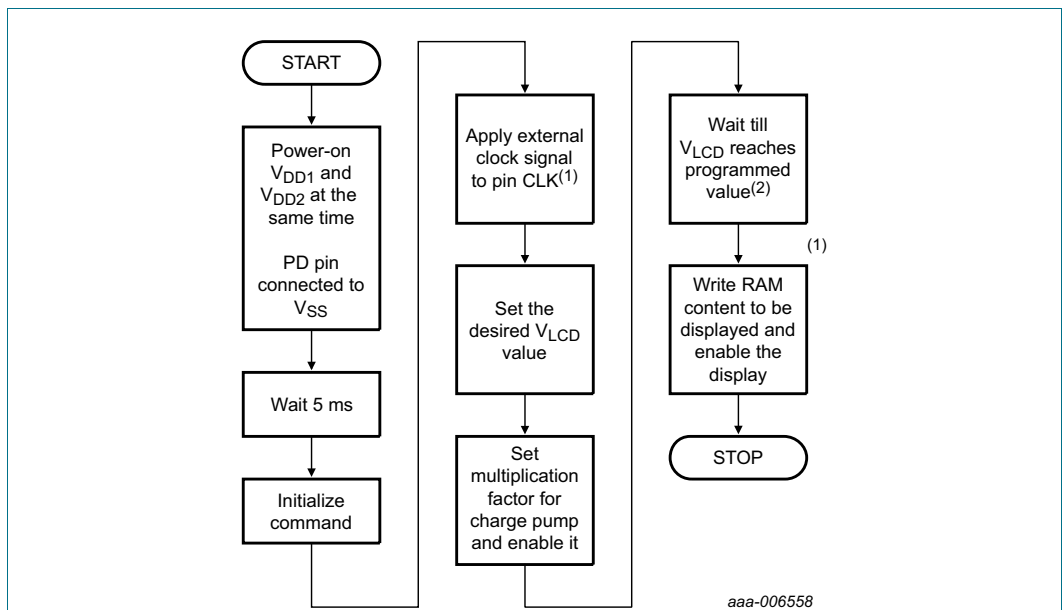 START
Power-on
VDD1 and
VDD2 at the
same time
PD pin
connected to
VSS
Wait 5 ms
Initialize
command
Apply external
clock signal
to pin CLK(1)
Set the
desired VLCD
value
Set
multiplication
factor for
charge pump
and enable it
Wait till
VLCD reaches
programmed
value(2)
(1)
Write RAM
content to be
displayed and
enable the
display
STOP
aaa-006558